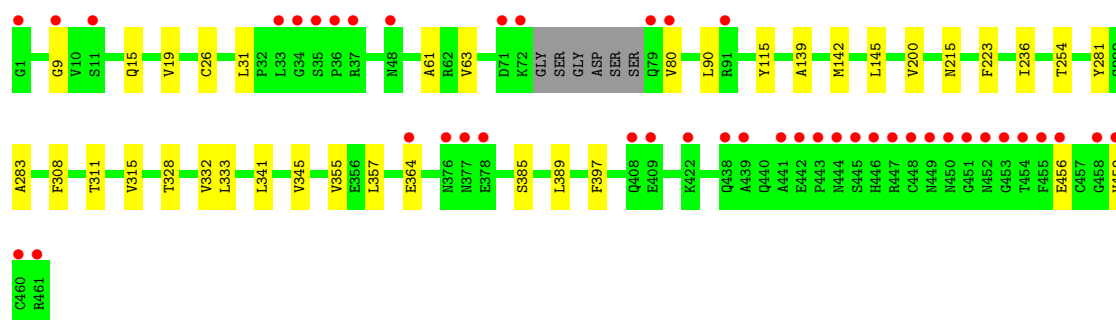 G1 G9 V10 S11 Q15 V19 C26 L31 P32 L33 G34 S35 P36 R37 N48 A61 R62 V63 D71 K72 GLY SER GLY ASP SER SER Q79 V80 L90 R91 Y115 A139 M142 L145 V200 N215 F223 I236 T254 Y281
A283 F308 T311 V315 T328 V332 L333 L341 V345 V355 E356 L357 E364 N376 N377 E378 S385 L389 F397 Q408 E409 K422 Q438 A439 Q440 A441 E442 P443 N444 S445 H446 R447 C448 N449 N450 G451 N452 G453 T454 F455 E456 C457 G458
C460 R461